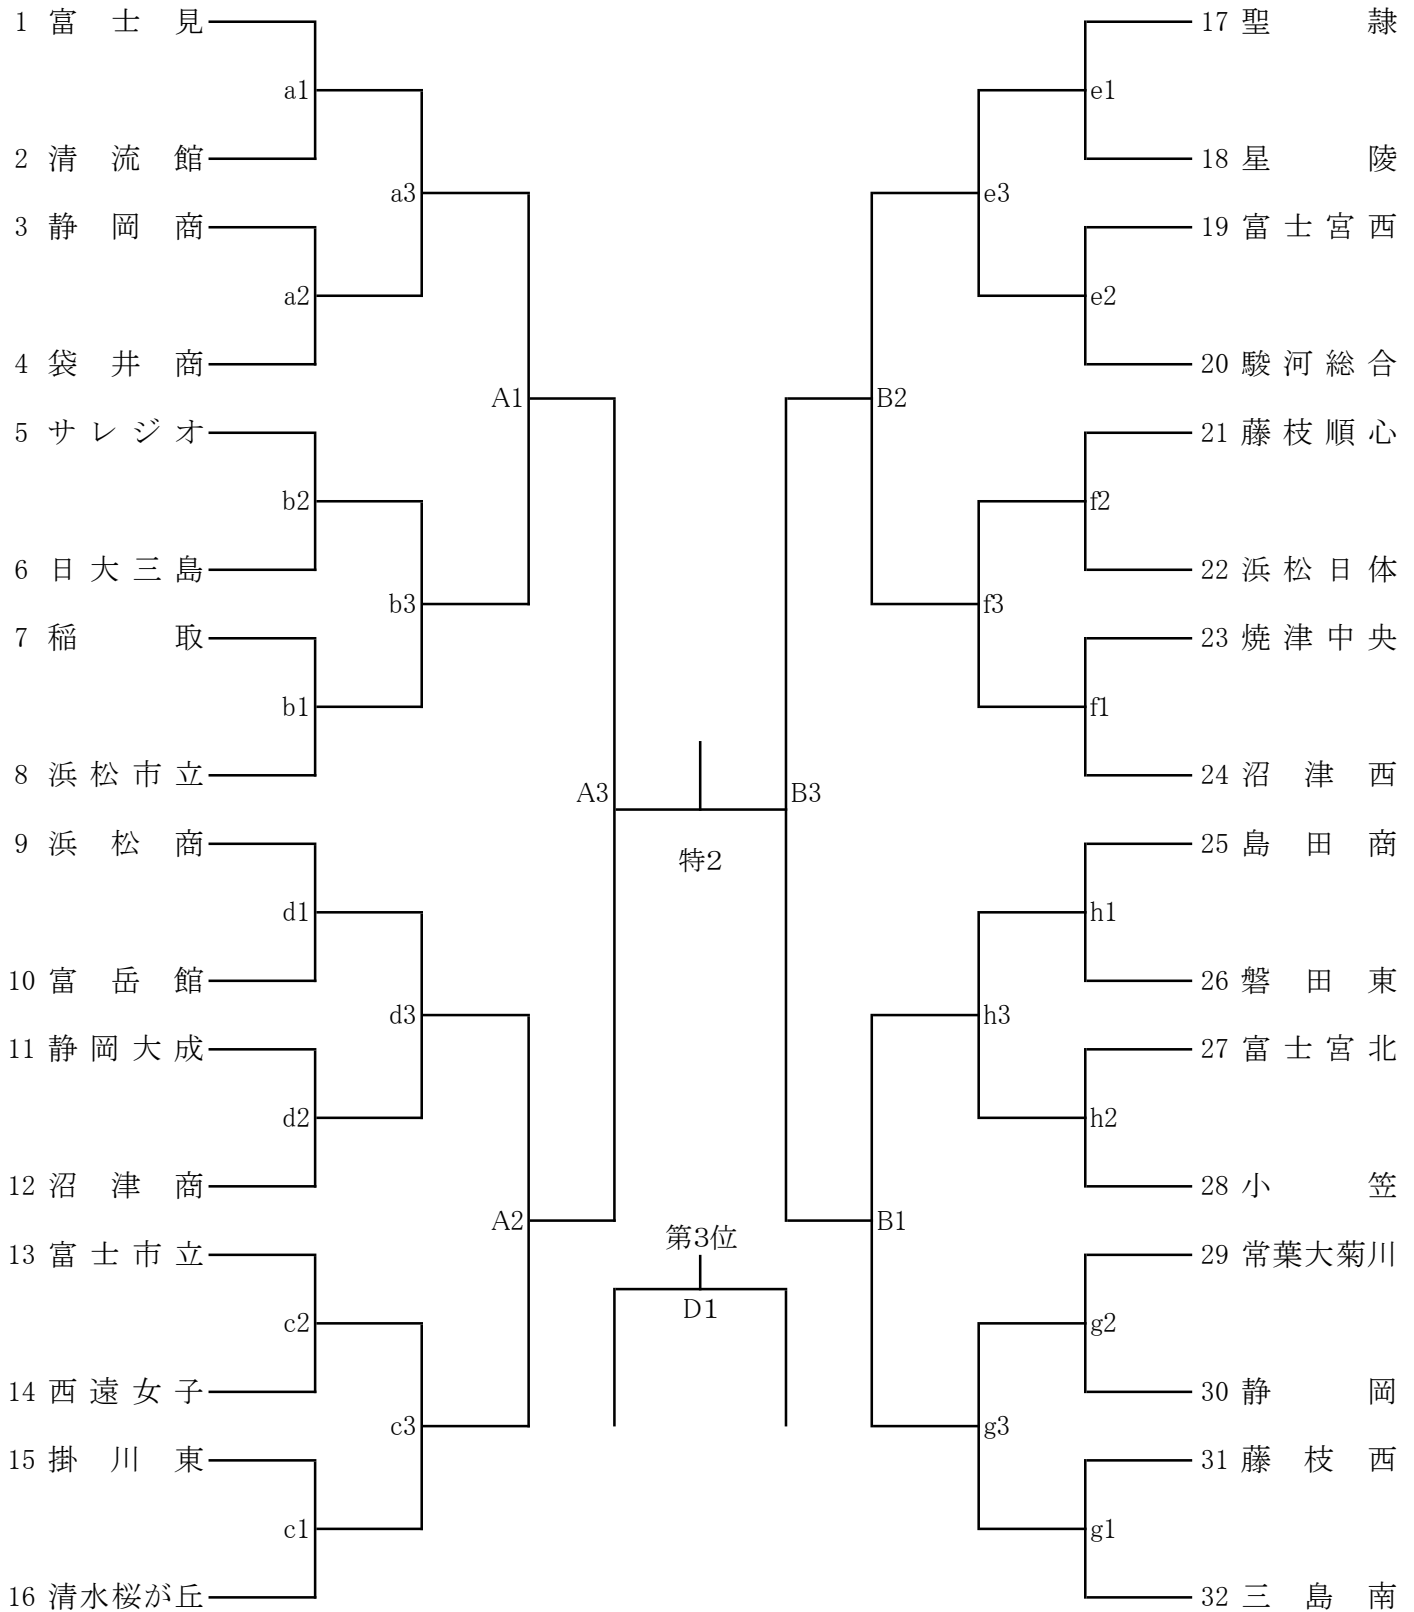 1 富士見
a1
2 清流館
a3
3 静岡商
a2
4 袋井商
A1
5 サレジオ
b2
6 日大三島
b3
7 稲取
b1
8 浜松市立
A3
9 浜松商
d1
10 富岳館
d3
11 静岡大成
d2
12 沼津商
A2
13 富士市立
c2
14 西遠女子
c3
15 掛川東
c1
16 清水桜が丘
特2
第3位
D1
17 聖隷
e1
18 星陵
e3
19 富士宮西
e2
20 駿河総合
B2
21 藤枝順心
f2
22 浜松日体
f3
23 焼津中央
f1
24 沼津西
B3
25 島田商
h1
26 磐田東
h3
27 富士宮北
h2
28 小笠
B1
29 常葉大菊川
g2
30 静岡
g3
31 藤枝西
g1
32 三島南